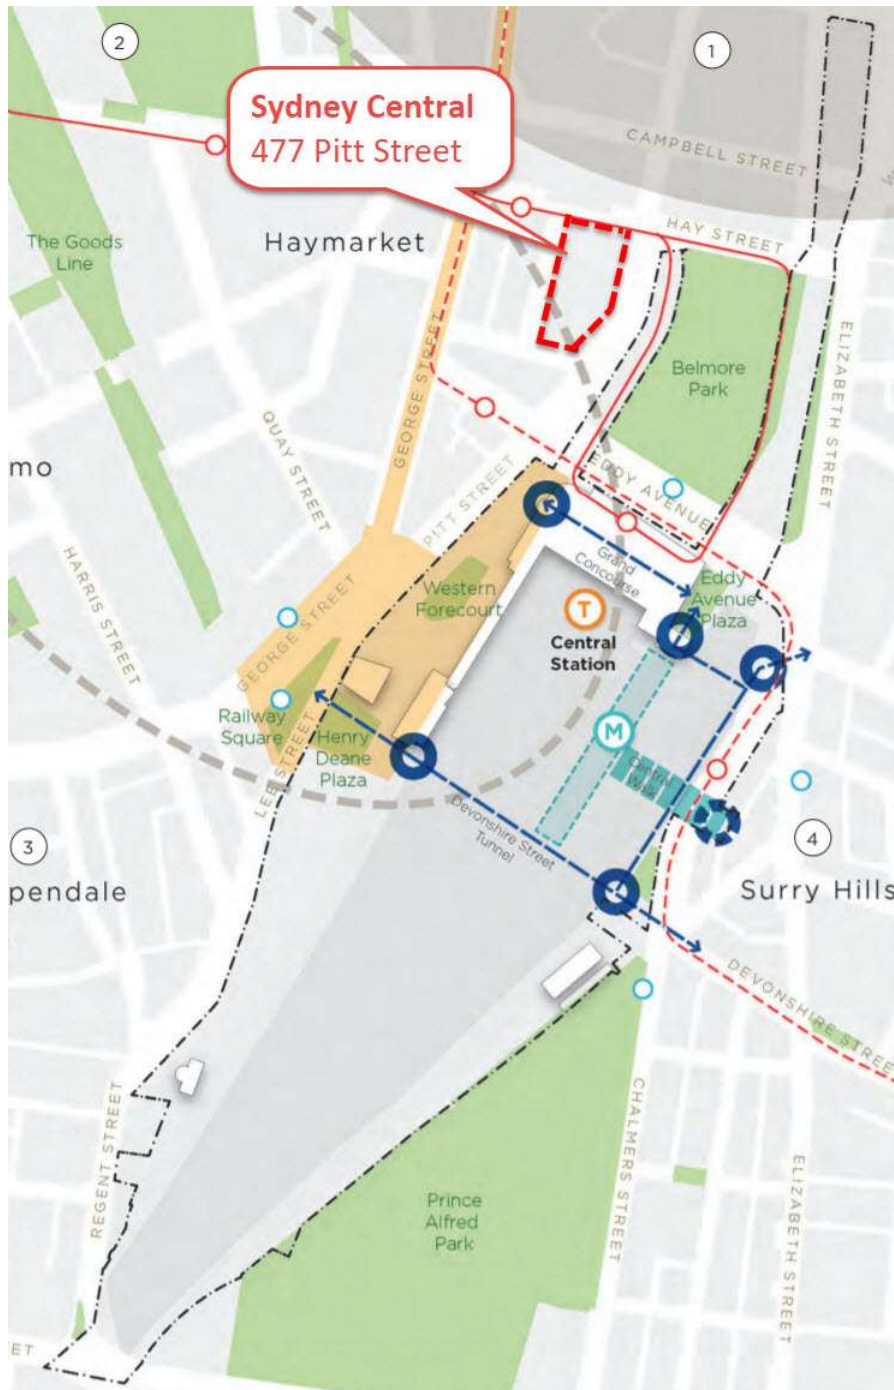 2
1
Sydney Central
477 Pitt Street
CAMPBELL STREET
HAY STREET
The Goods
Line
Haymarket
ELIZABETH STREET
Belmore
Park
GEORGE STREET
QUAY STREET
PITT STREET
EDDY AVENUE
mo
HARRIS STREET
Grand
Concourse
Western
Forecourt
T
Central
Station
Eddy
Avenue
Plaza
GEORGE STREET
Railway
Square
LEE STREET
Henry
Deane
Plaza
M
Central
Walk
Devonshire Street
Tunnel
3
pendale
4
Surry Hills
DEVONSHIRE STREE
REGENT STREET
CHALMERS STREET
ELIZABETH STREET
Prince
Alfred
Park
ET